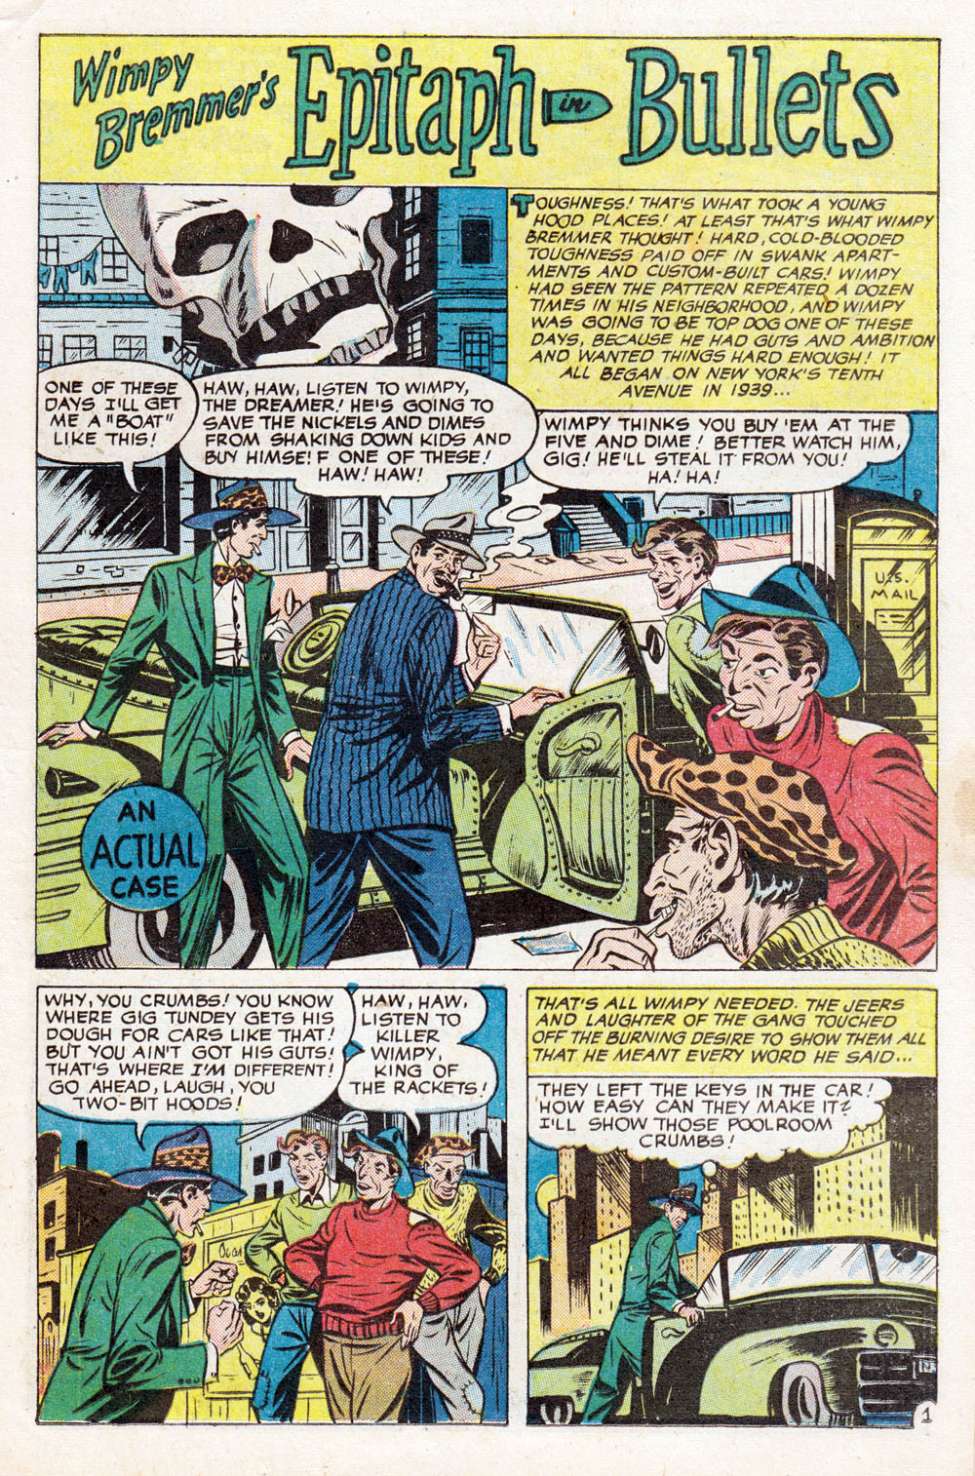 Wimpy
Bremmer's
Epitaph in Bullets
TOUGHNESS! THAT'S WHAT TOOK A YOUNG
HOOD PLACES! AT LEAST THAT'S WHAT WIMPY
BREMMER THOUGHT! HARD, COLD-BLOODED
TOUGHNESS PAID OFF IN SWANK APART-
MENTS AND CUSTOM-BUILT CARS! WIMPY
HAD SEEN THE PATTERN REPEATED A DOZEN
TIMES IN HIS NEIGHBORHOOD, AND WIMPY
WAS GOING TO BE TOP DOG ONE OF THESE
DAYS, BECAUSE HE HAD GUTS AND AMBITION
AND WANTED THINGS HARD ENOUGH! IT
ALL BEGAN ON NEW YORK'S TENTH
AVENUE IN 1939...
ONE OF THESE
DAYS I'LL GET
ME A "BOAT"
LIKE THIS!
HAW, HAW, LISTEN TO WIMPY,
THE DREAMER! HE'S GOING TO
SAVE THE NICKELS AND DIMES
FROM SHAKING DOWN KIDS AND
BUY HIMSE!F ONE OF THESE!
HAW! HAW!
WIMPY THINKS YOU BUY 'EM AT THE
FIVE AND DIME! BETTER WATCH HIM,
GIG! HE'LL STEAL IT FROM YOU!
HA! HA!
U.S.
MAIL
AN
ACTUAL
CASE
WHY, YOU CRUMBS! YOU KNOW
WHERE GIG TUNDEY GETS HIS
DOUGH FOR CARS LIKE THAT!
BUT YOU AIN'T GOT HIS GUTS!
THAT'S WHERE I'M DIFFERENT!
GO AHEAD, LAUGH, YOU
TWO-BIT HOODS!
HAW, HAW,
LISTEN TO
KILLER
WIMPY,
KING OF
THE RACKETS!
THAT'S ALL WIMPY NEEDED. THE JEERS
AND LAUGHTER OF THE GANG TOUCHED
OFF THE BURNING DESIRE TO SHOW THEM ALL
THAT HE MEANT EVERY WORD HE SAID...
THEY LEFT THE KEYS IN THE CAR!
HOW EASY CAN THEY MAKE IT?
I'LL SHOW THOSE POOLROOM
CRUMBS!
1